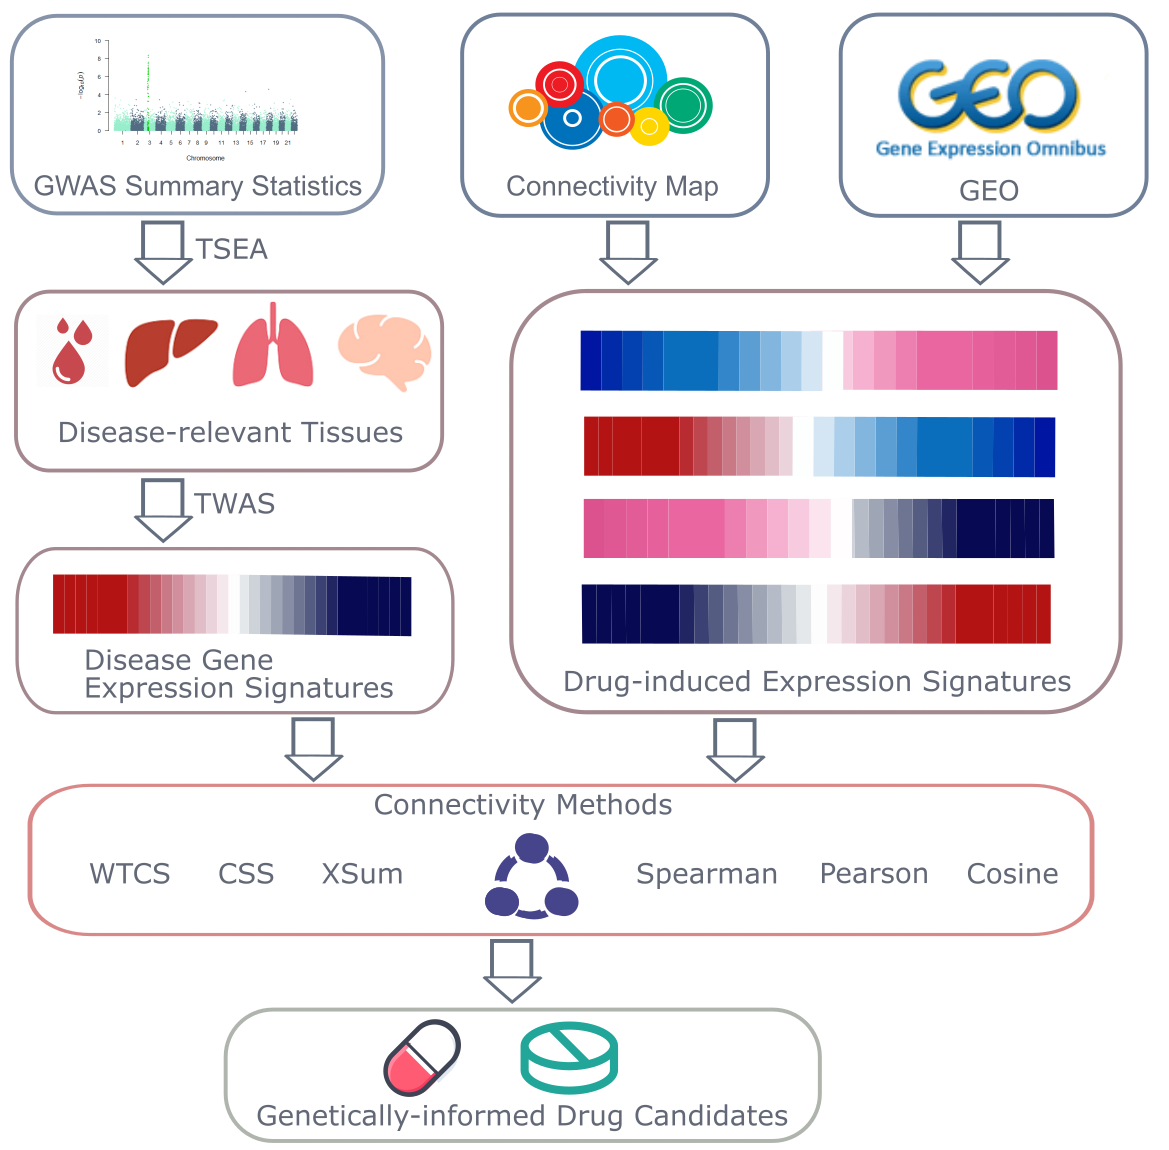 10
8
6
4
2
0
−log₁₀(p)
1 2 3 4 5 6 7 8 9 11 13 15 17 19 21
Chromosome
GWAS Summary Statistics
Connectivity Map
GEO
Gene Expression Omnibus
GEO
TSEA
Disease-relevant Tissues
TWAS
Disease Gene
Expression Signatures
Drug-induced Expression Signatures
Connectivity Methods
WTCS CSS XSum Spearman Pearson Cosine
Genetically-informed Drug Candidates